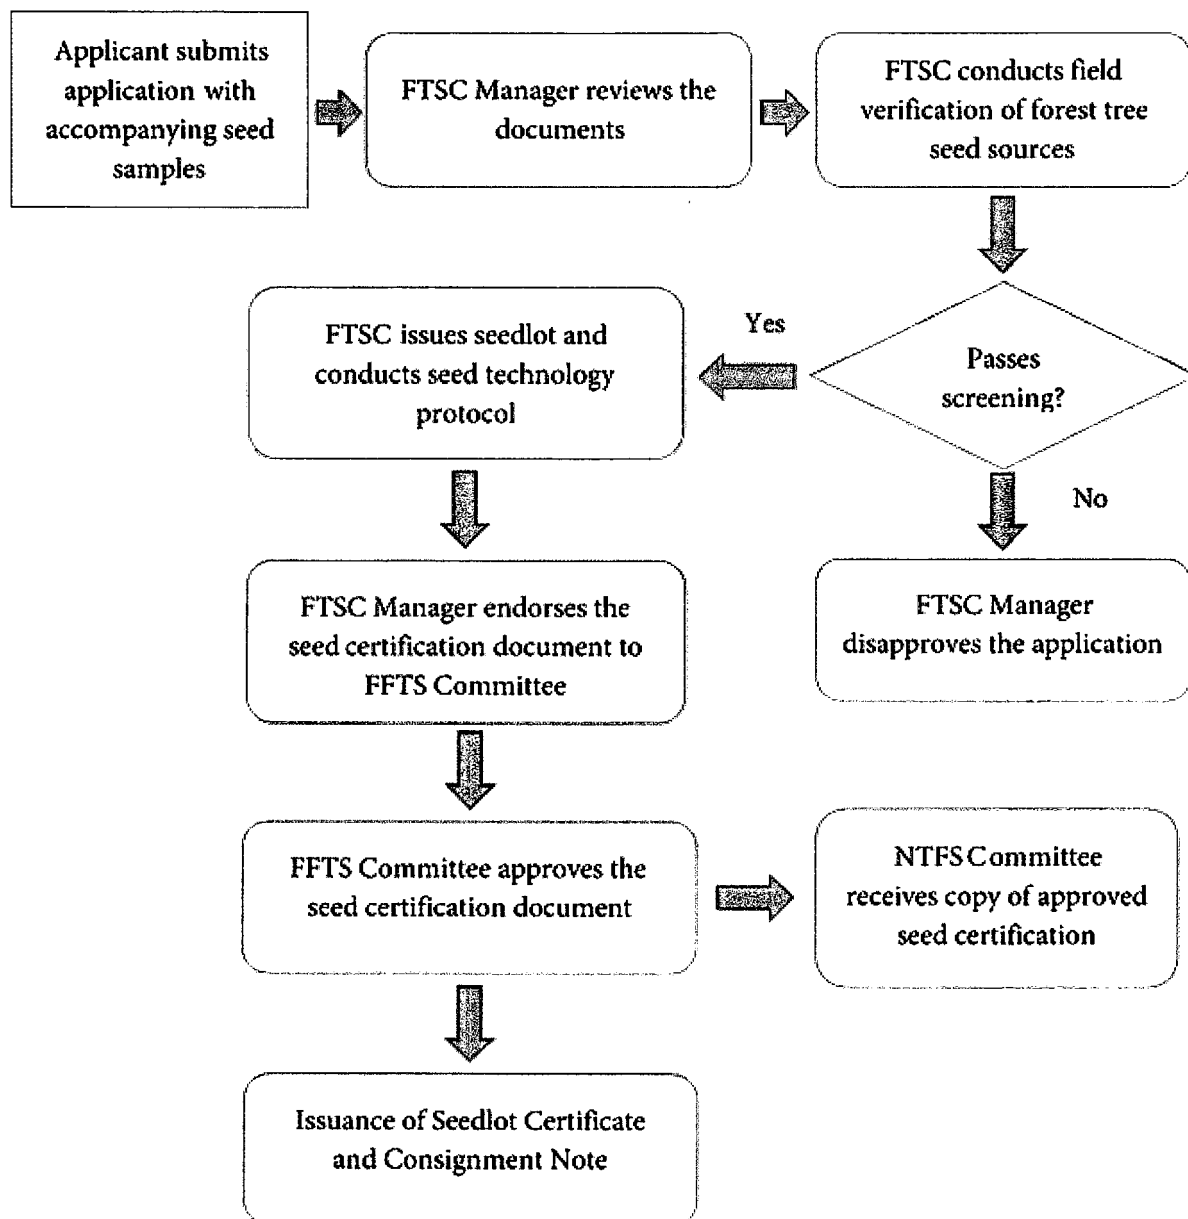 Applicant submits
application with
accompanying seed
samples
FTSC Manager reviews the
documents
FTSC conducts field
verification of forest tree
seed sources
Passes
screening?
Yes
No
FTSC issues seedlot and
conducts seed technology
protocol
FTSC Manager
disapproves the application
FTSC Manager endorses the
seed certification document to
FFTS Committee
FFTS Committee approves the
seed certification document
NTFS Committee
receives copy of approved
seed certification
Issuance of Seedlot Certificate
and Consignment Note